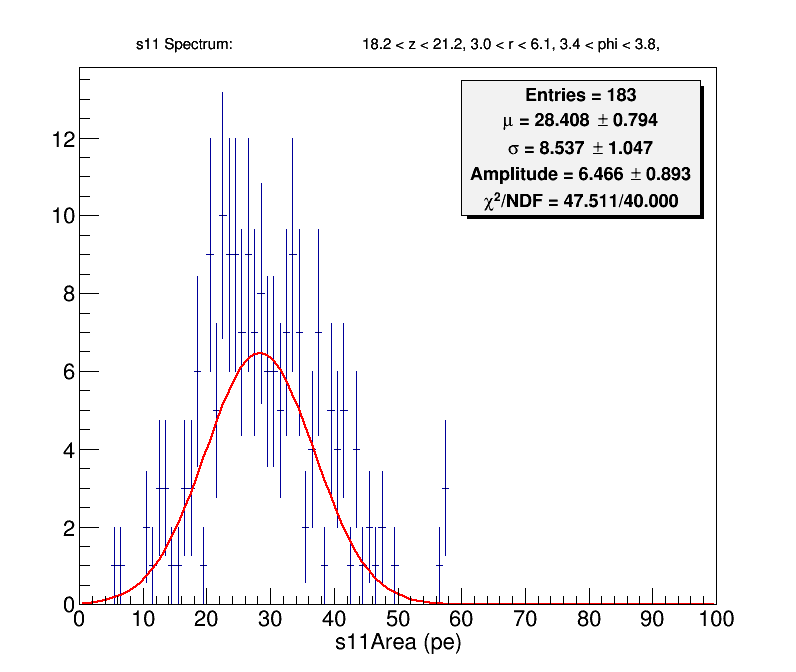 s11 Spectrum: 18.2 < z < 21.2, 3.0 < r < 6.1, 3.4 < phi < 3.8,
Entries = 183
μ = 28.408 ± 0.794
σ = 8.537 ± 1.047
Amplitude = 6.466 ± 0.893
χ²/NDF = 47.511/40.000
12
10
8
6
4
2
0
0 10 20 30 40 50 60 70 80 90 100
s11Area (pe)